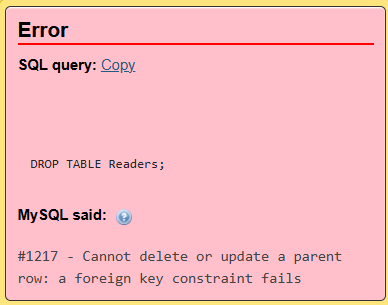 Error
SQL query: Copy
DROP TABLE Readers;
MySQL said:
#1217 - Cannot delete or update a parent
row: a foreign key constraint fails